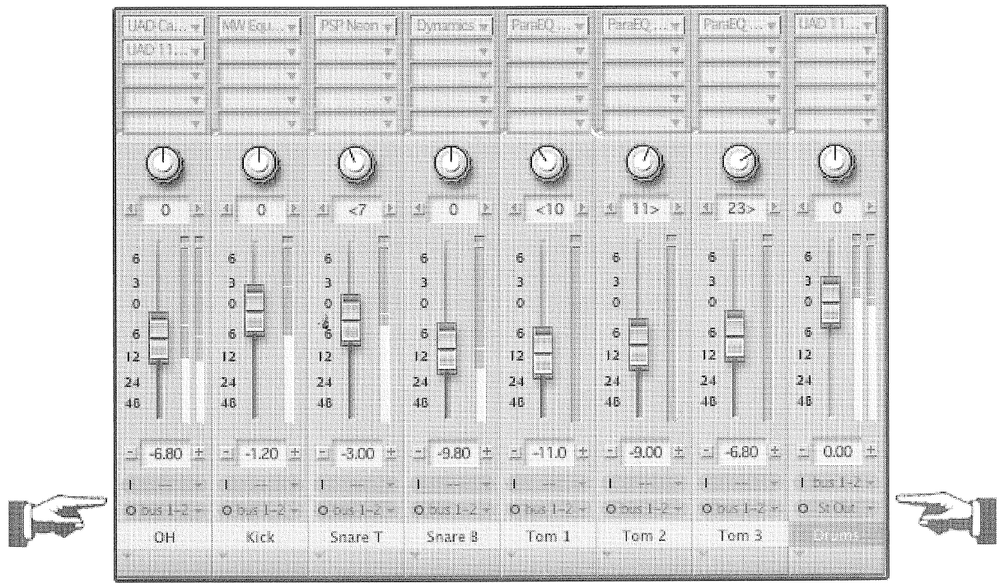 UAD Ca... MW Equ... PSP Neon Dynamics ParaEQ ... ParaEQ ... ParaEQ ... UAD 11...
UAD 11...
0 0 <7 0 <10 11> 23> 0
6 6 6 6 6 6 6 6
3 3 3 3 3 3 3 3
0 0 0 0 0 0 0 0
6 6 6 6 6 6 6 6
12 12 12 12 12 12 12 12
24 24 24 24 24 24 24 24
48 48 48 48 48 48 48 48
- -6.80 + - -1.20 + - -3.00 + - -9.80 + - -11.0 + - -9.00 + - -6.80 + - 0.00 +
I --- I --- I --- I --- I --- I --- I --- I bus 1-2
O bus 1-2 O bus 1-2 O bus 1-2 O bus 1-2 O bus 1-2 O bus 1-2 O bus 1-2 O St Out
OH Kick Snare T Snare B Tom 1 Tom 2 Tom 3 Drums